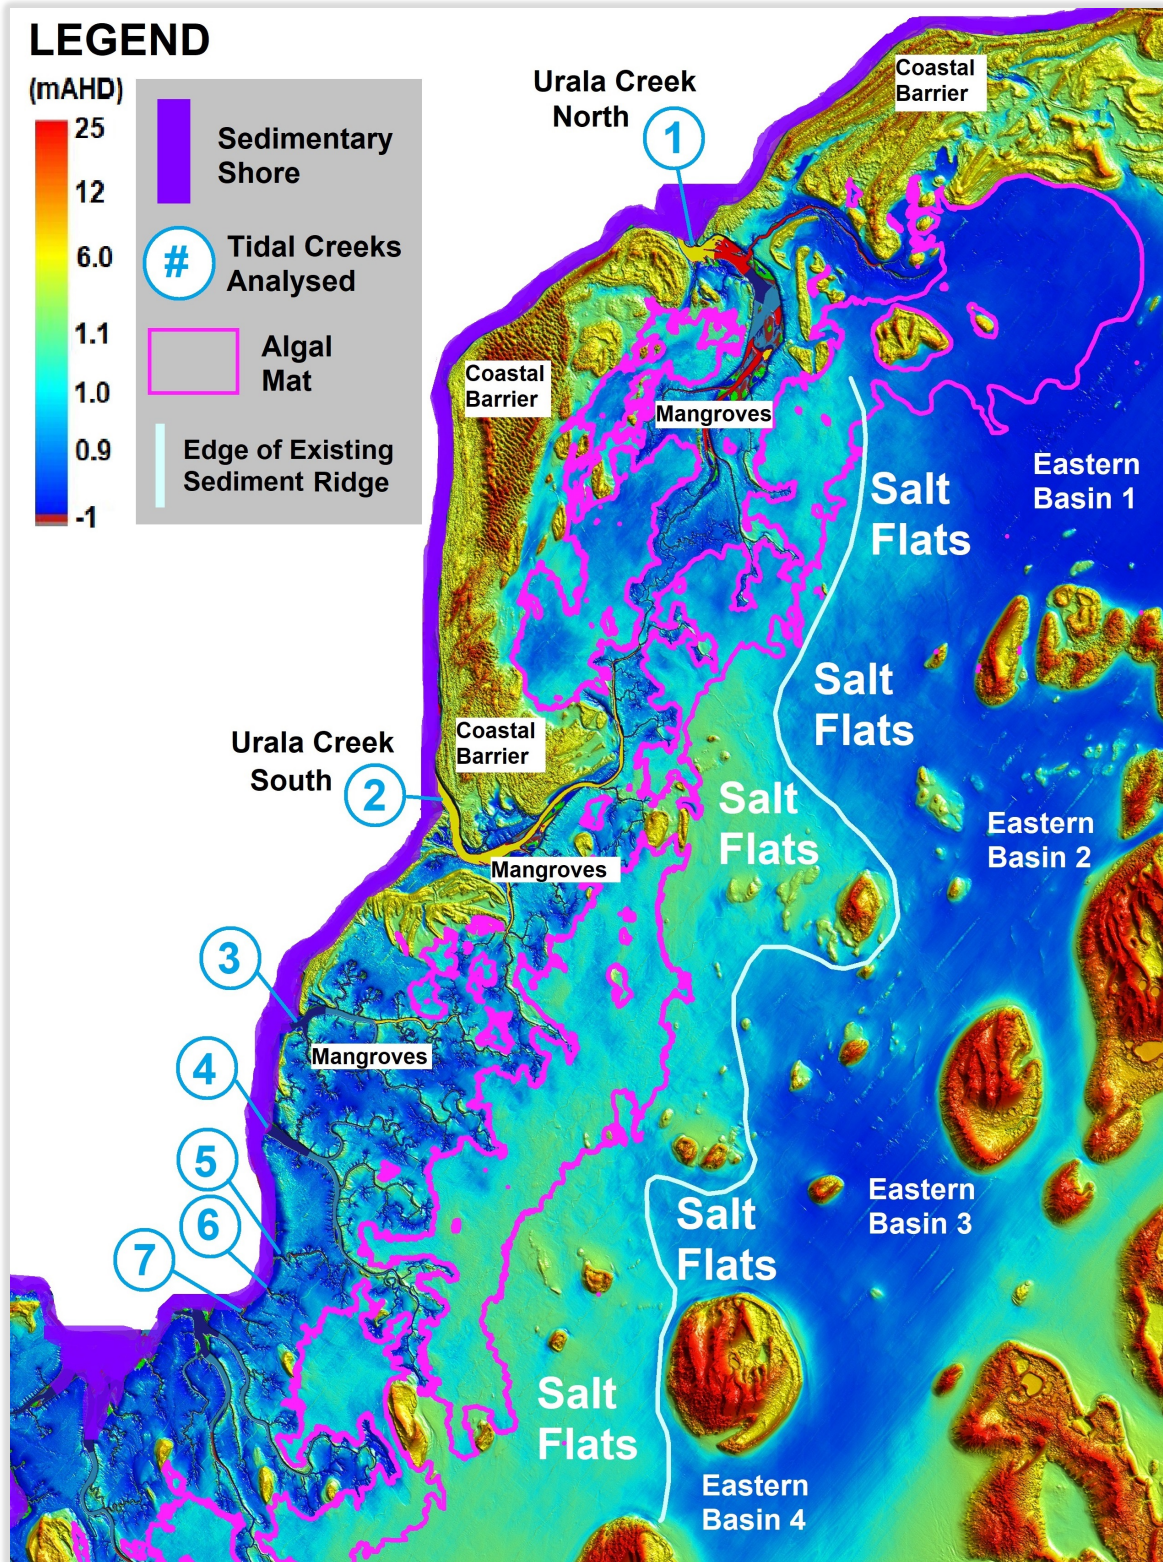 LEGEND
(mAHD)
25
12
6.0
1.1
1.0
0.9
-1
Sedimentary
Shore
#
Tidal Creeks
Analysed
Algal
Mat
Edge of Existing
Sediment Ridge
Urala Creek
North
1
Coastal
Barrier
Coastal
Barrier
Mangroves
Salt
Flats
Eastern
Basin 1
Salt
Flats
Coastal
Barrier
Urala Creek
South
2
Salt
Flats
Eastern
Basin 2
Mangroves
3
Mangroves
4
5
6
7
Salt
Flats
Eastern
Basin 3
Salt
Flats
Eastern
Basin 4